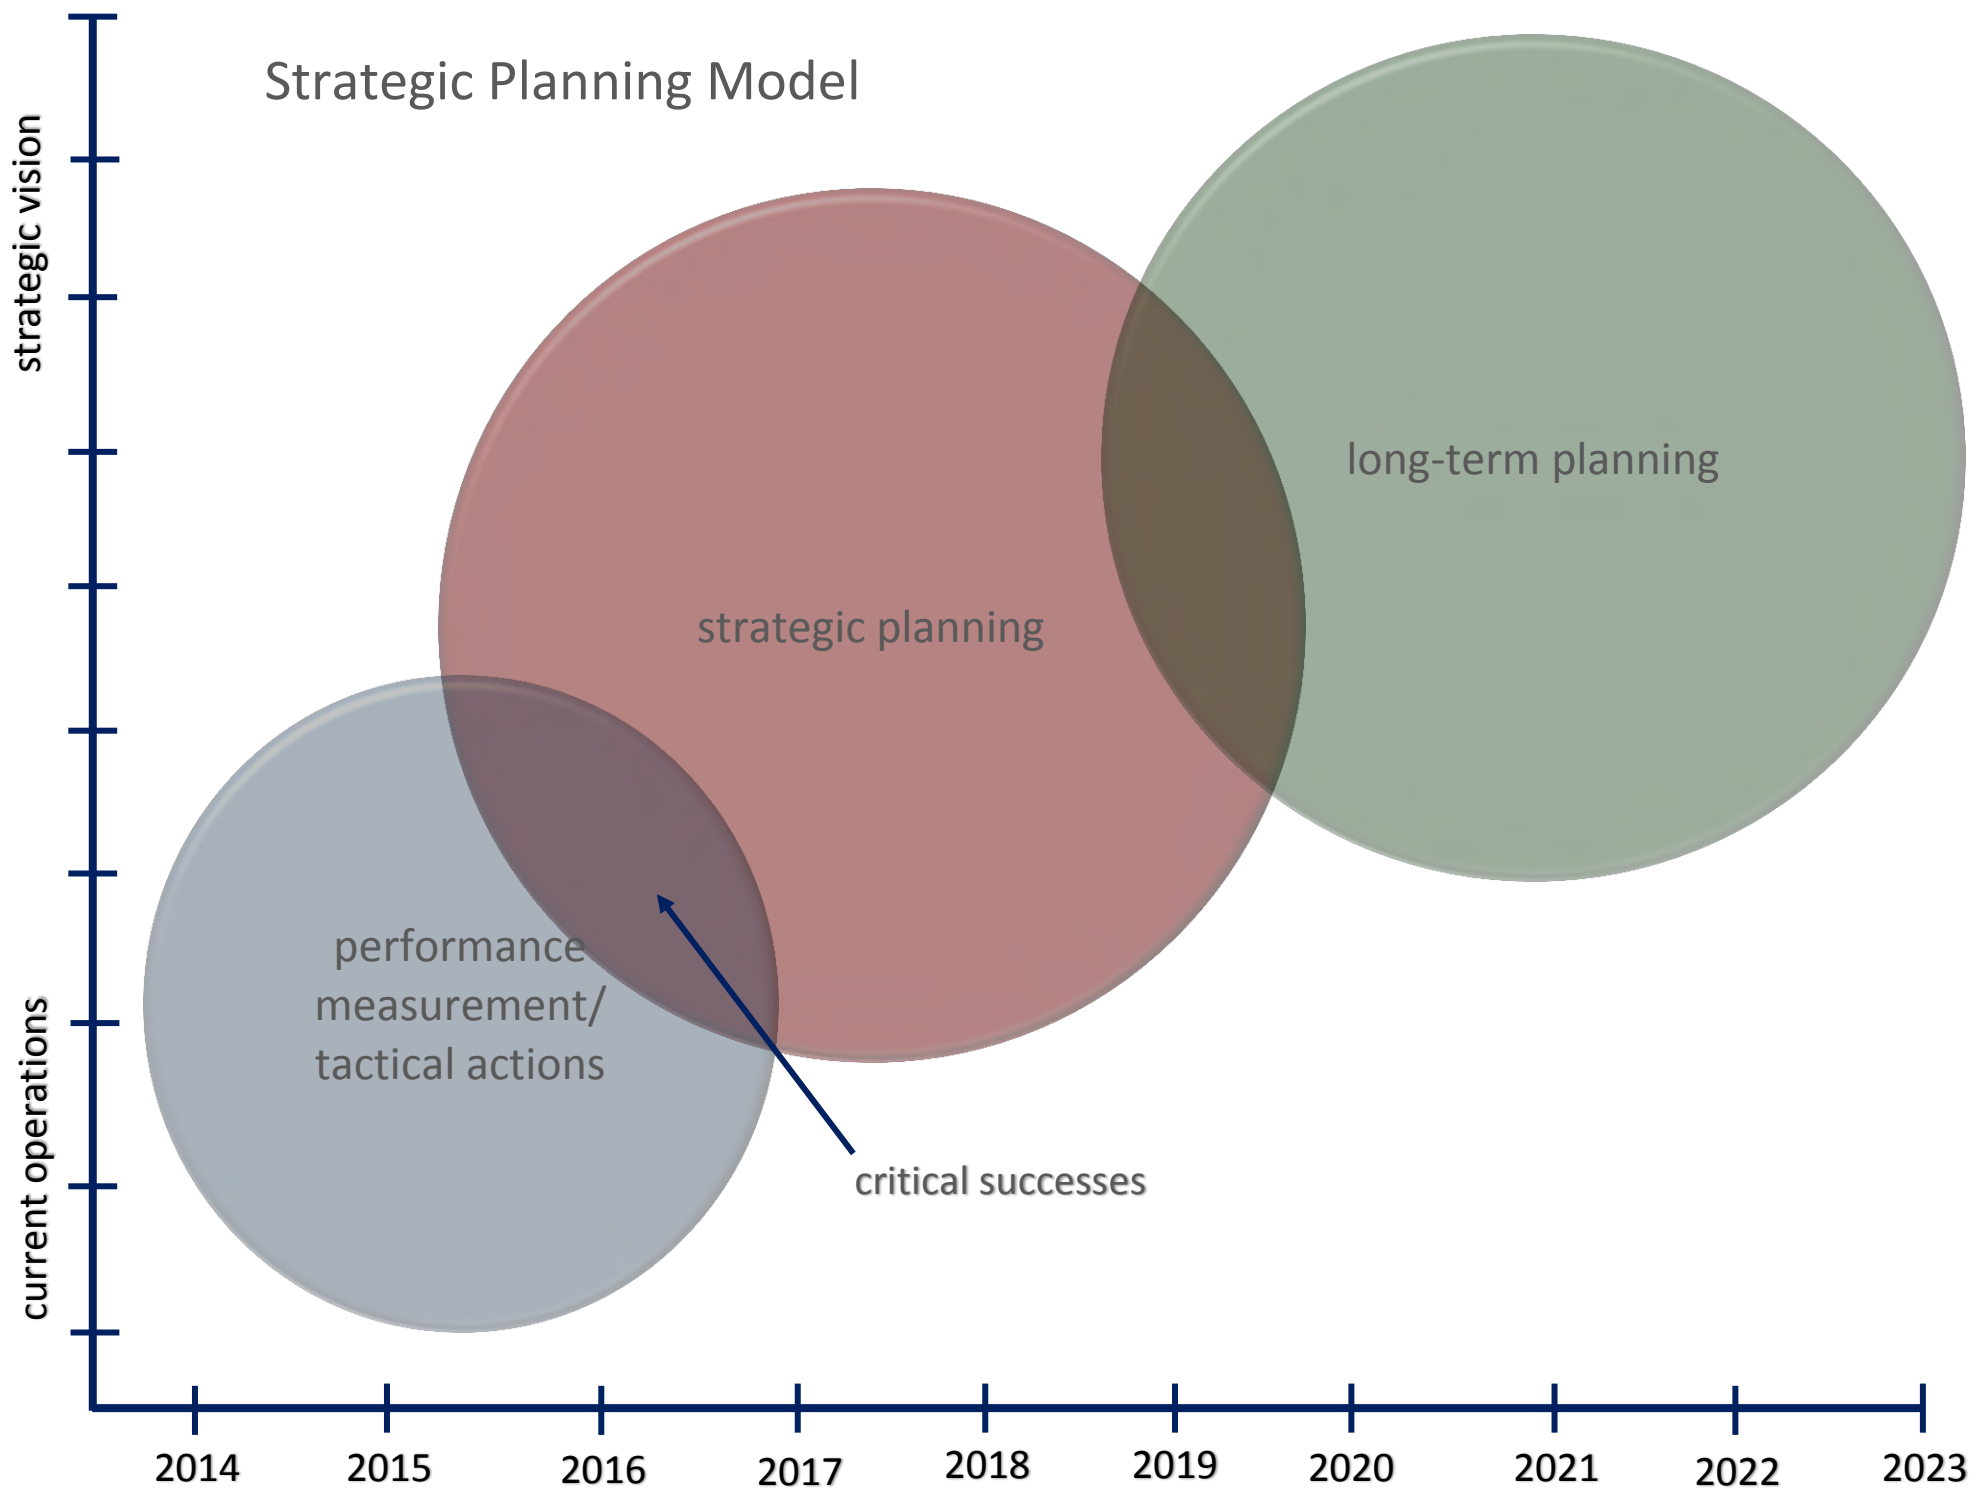 Strategic Planning Model
strategic vision
long-term planning
strategic planning
performance
measurement/
tactical actions
critical successes
current operations
2014
2015
2016
2017
2018
2019
2020
2021
2022
2023